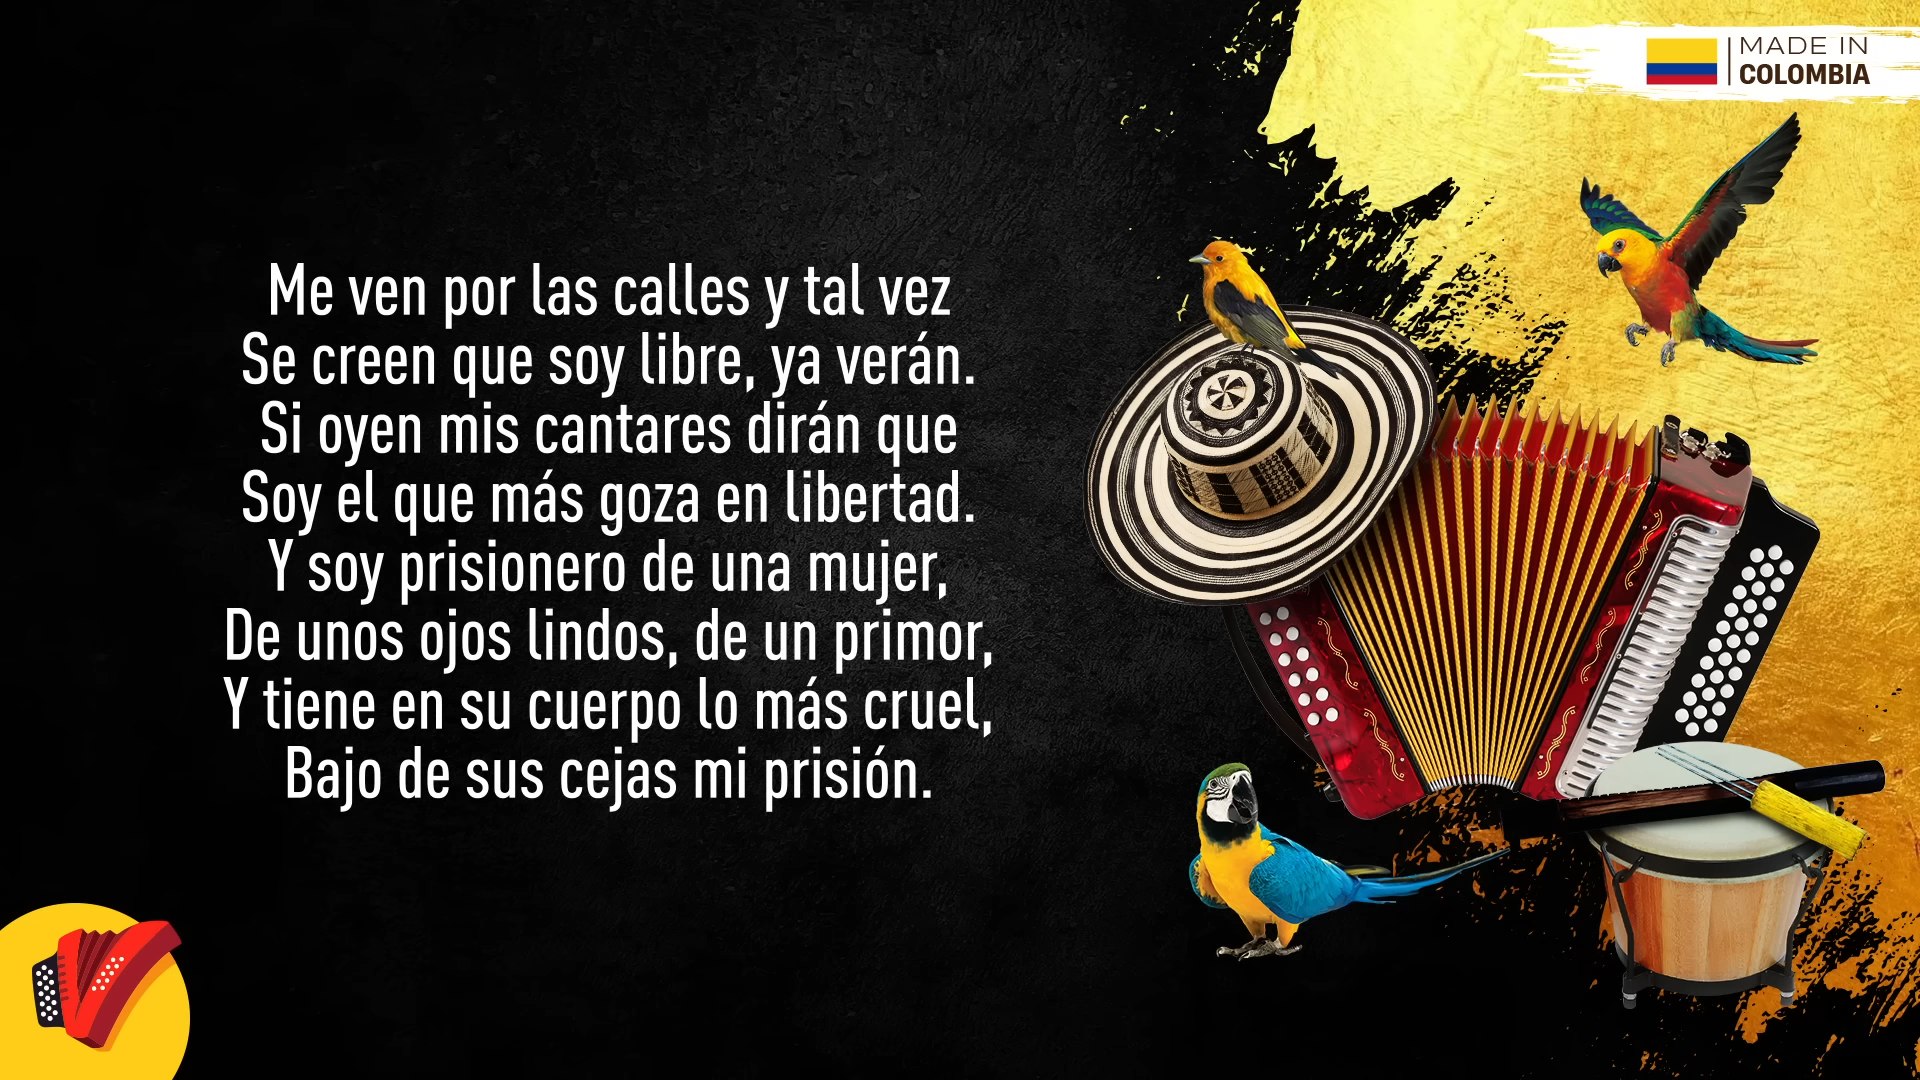 MADE IN
COLOMBIA
Me ven por las calles y tal vez
Se creen que soy libre, ya verán.
Si oyen mis cantares dirán que
Soy el que más goza en libertad.
Y soy prisionero de una mujer,
De unos ojos lindos, de un primor,
Y tiene en su cuerpo lo más cruel,
Bajo de sus cejas mi prisión.